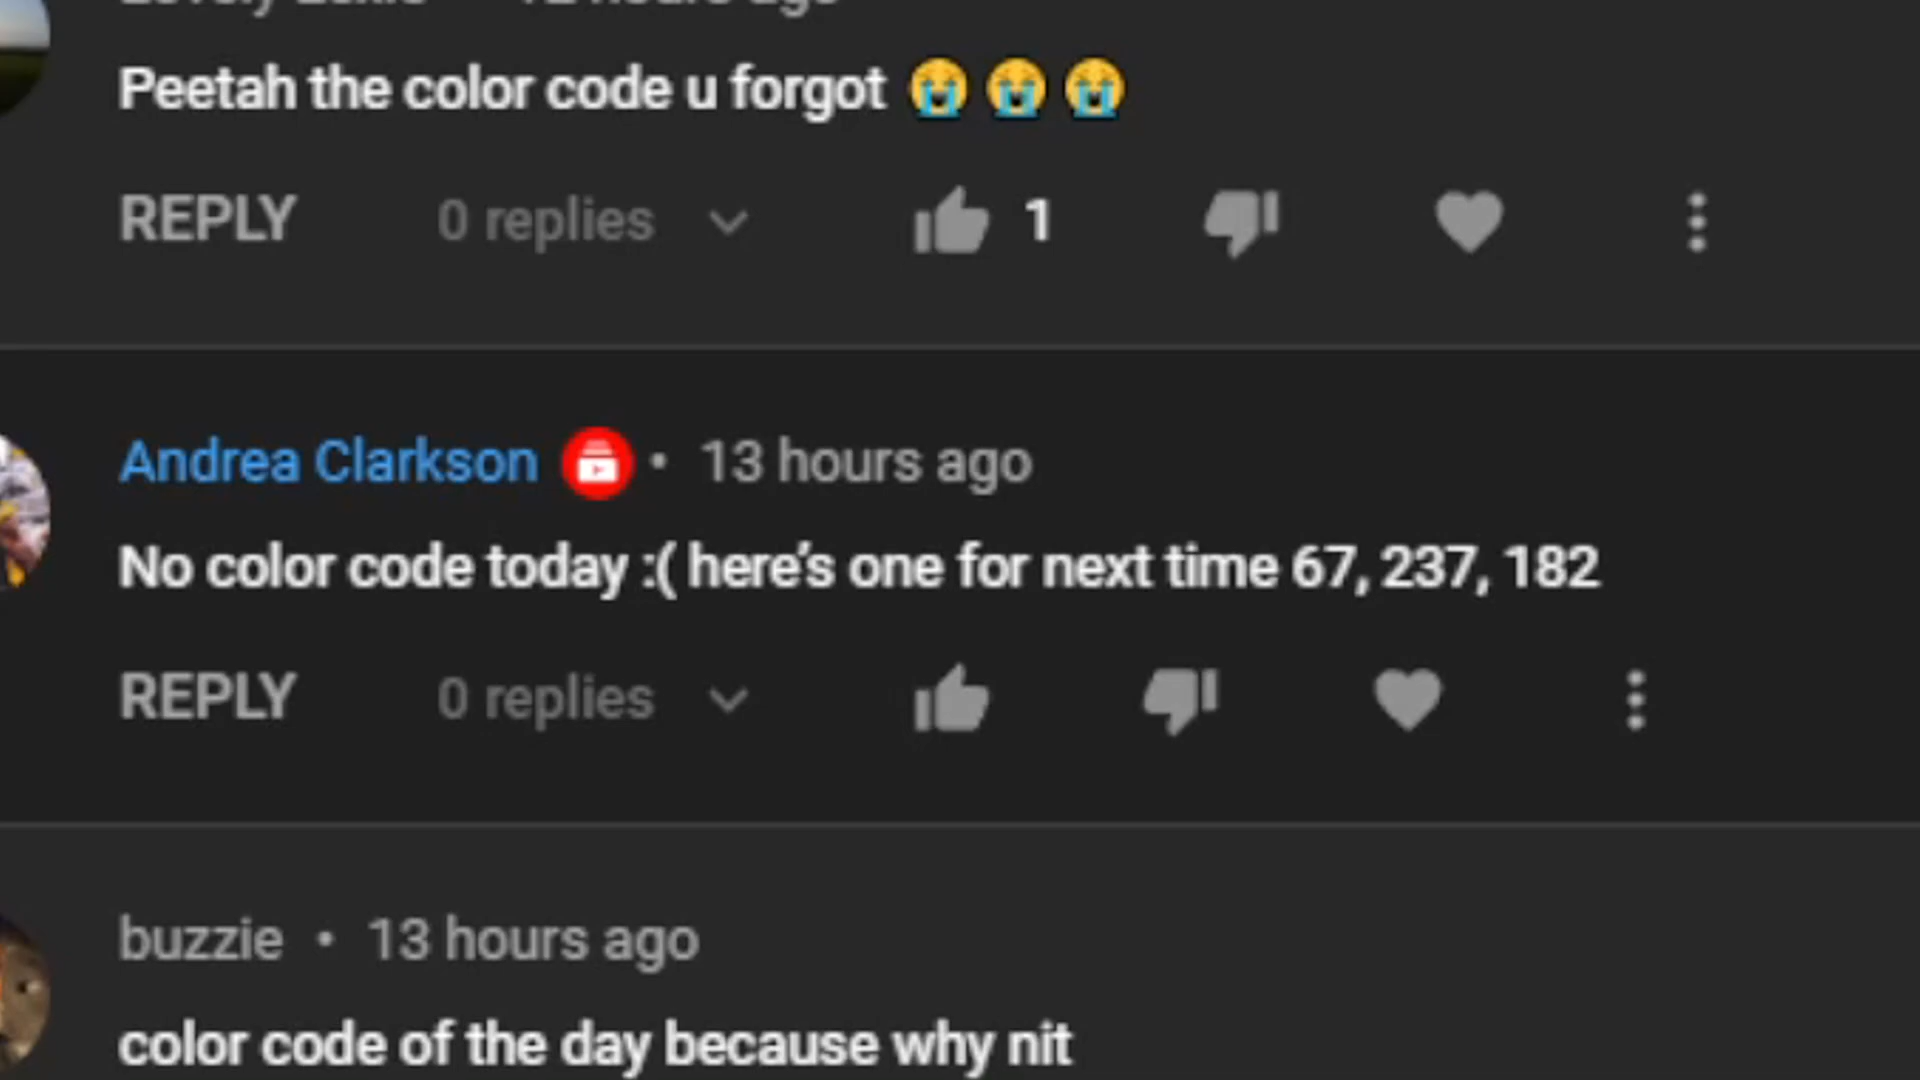 Peetah the color code u forgot 😭 😭 😭
REPLY 0 replies 1
Andrea Clarkson • 13 hours ago
No color code today :( here's one for next time 67, 237, 182
REPLY 0 replies
buzzie • 13 hours ago
color code of the day because why nit